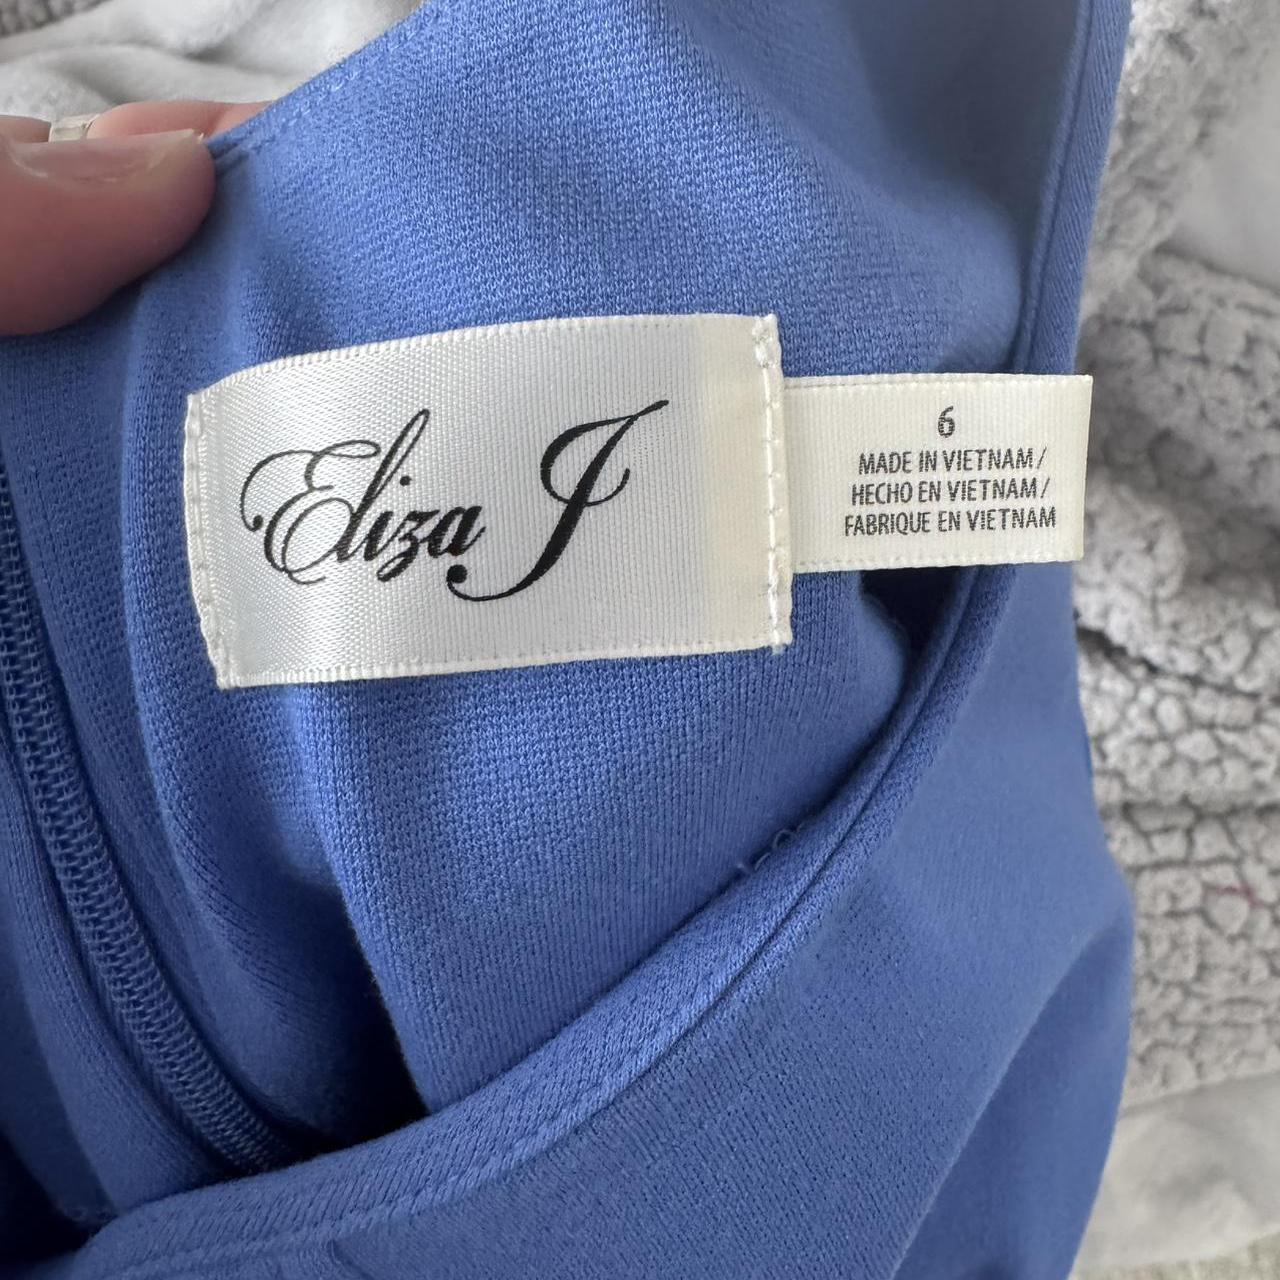 Eliza J
6
MADE IN VIETNAM /
HECHO EN VIETNAM /
FABRIQUE EN VIETNAM